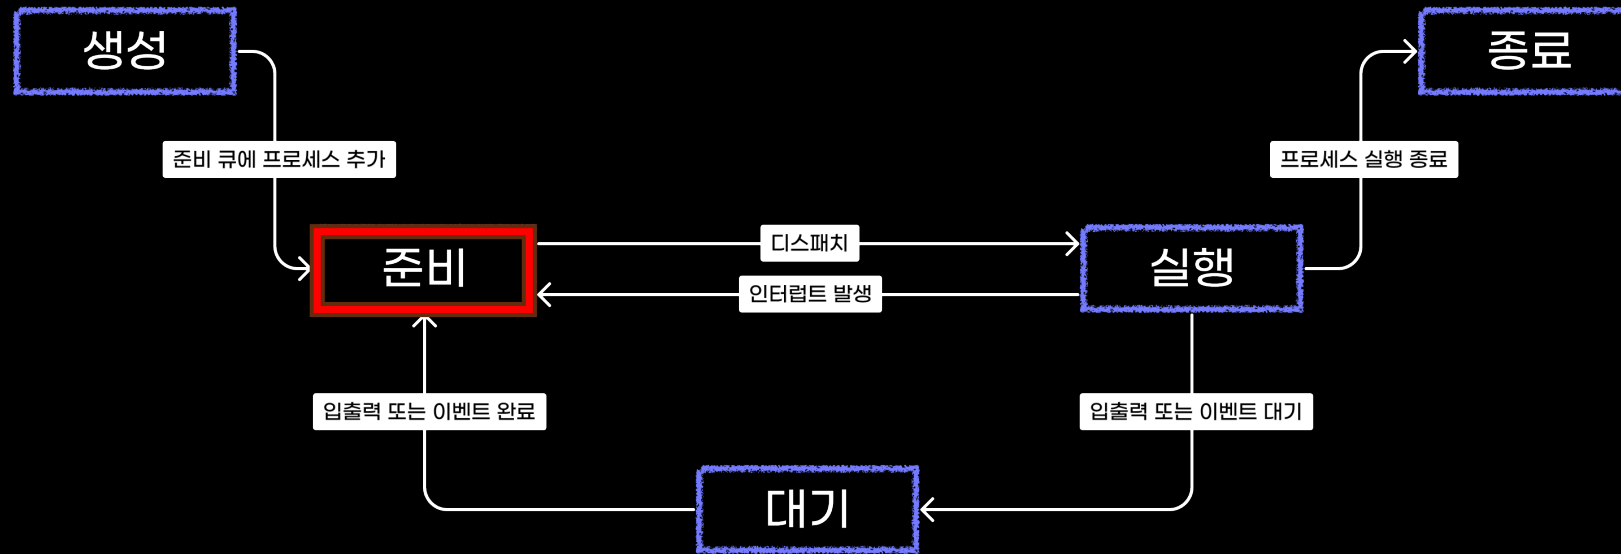 생성
종료
준비 큐에 프로세스 추가
프로세스 실행 종료
준비
디스패치
실행
인터럽트 발생
입출력 또는 이벤트 완료
입출력 또는 이벤트 대기
대기